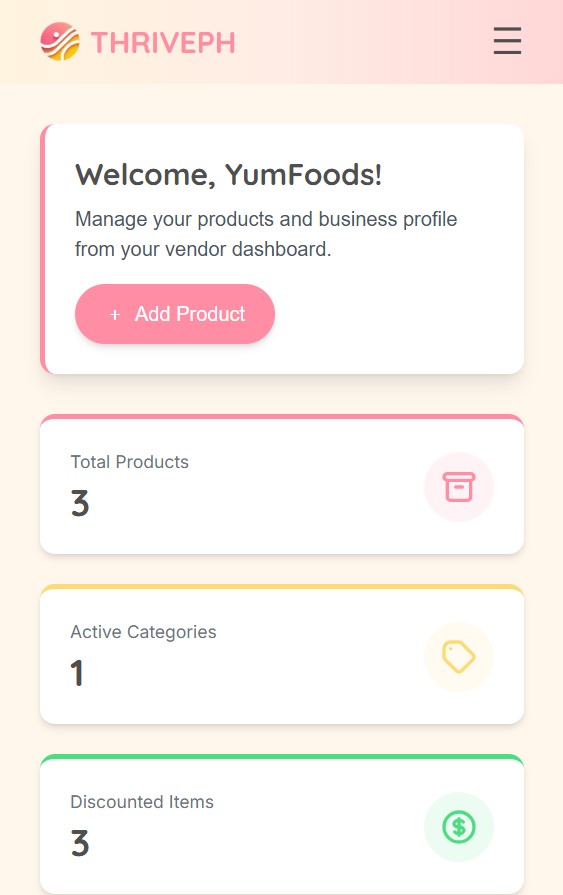 THRIVEPH
Welcome, YumFoods!
Manage your products and business profile
from your vendor dashboard.
+ Add Product
Total Products
3
Active Categories
1
Discounted Items
3